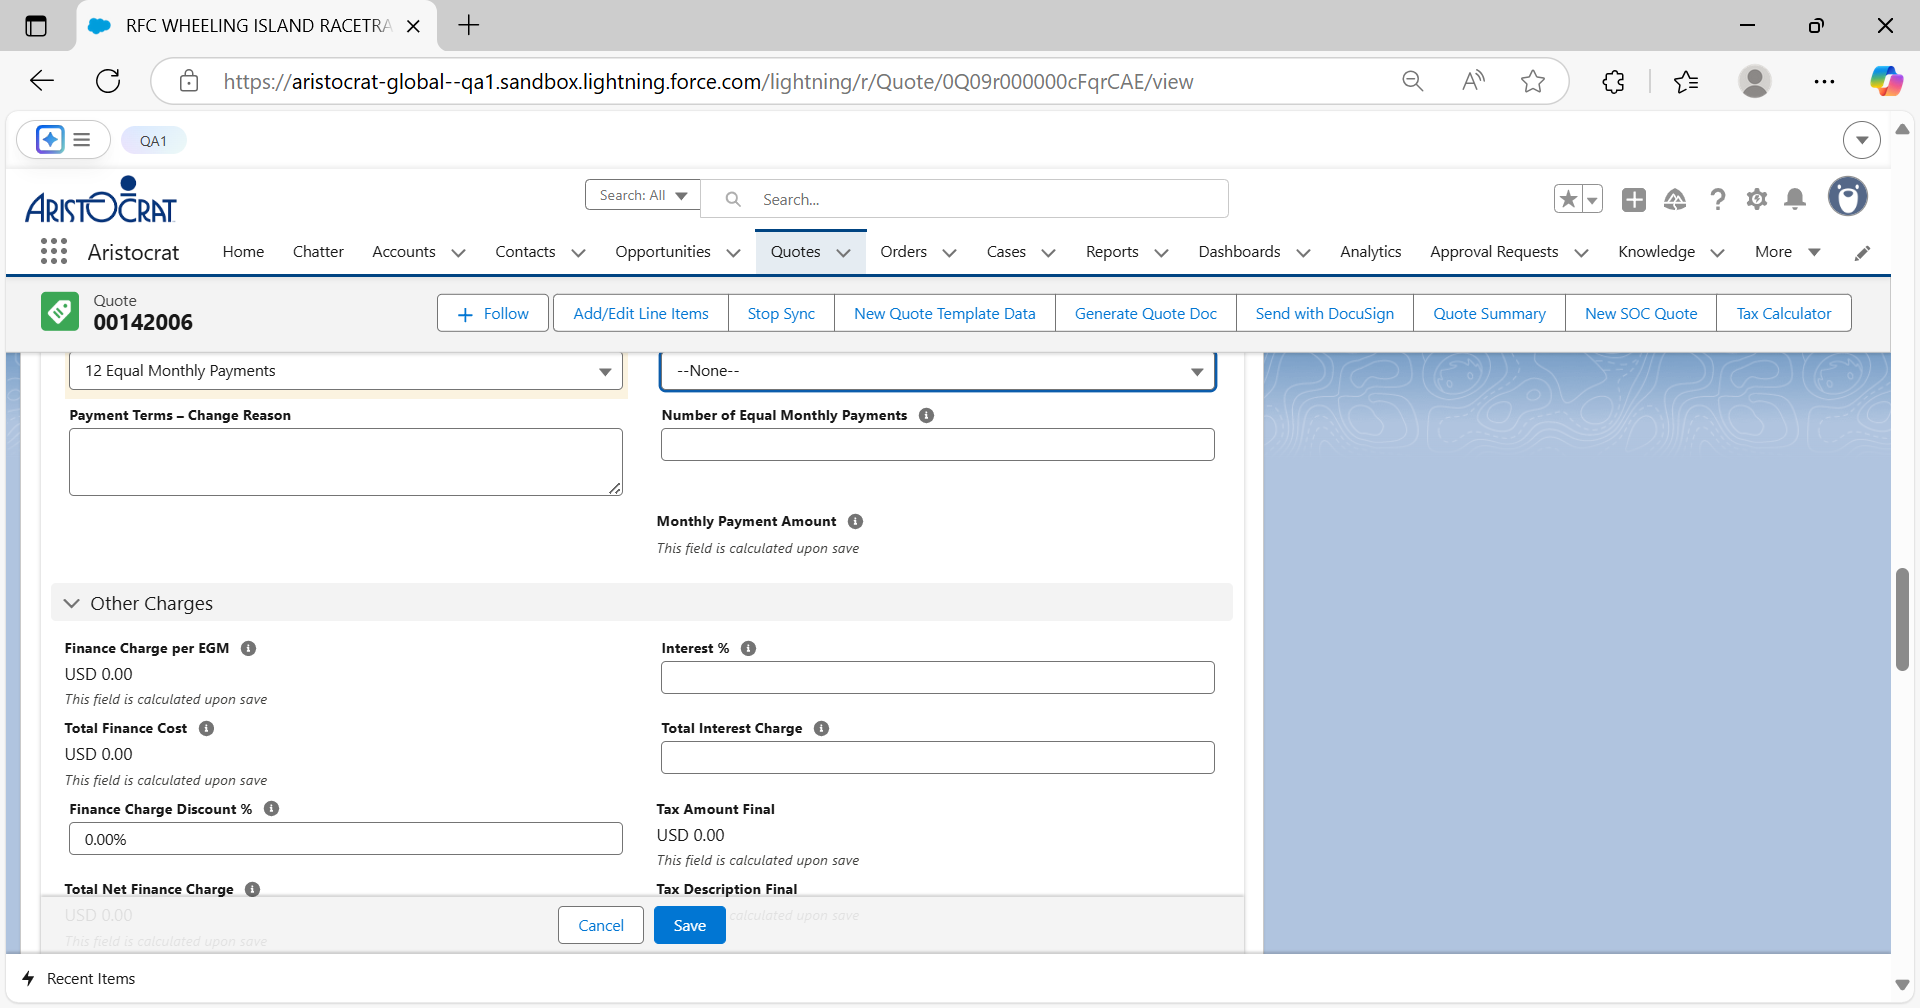 RFC WHEELING ISLAND RACETRA
https://aristocrat-global--qa1.sandbox.lightning.force.com/lightning/r/Quote/0Q09r000000cFqrCAE/view
QA1
ARISTOCRAT
Search: All
Search...
Aristocrat
Home
Chatter
Accounts
Contacts
Opportunities
Quotes
Orders
Cases
Reports
Dashboards
Analytics
Approval Requests
Knowledge
More
Quote
00142006
Follow
Add/Edit Line Items
Stop Sync
New Quote Template Data
Generate Quote Doc
Send with DocuSign
Quote Summary
New SOC Quote
Tax Calculator
12 Equal Monthly Payments
--None--
Payment Terms – Change Reason
Number of Equal Monthly Payments
Monthly Payment Amount
This field is calculated upon save
Other Charges
Finance Charge per EGM
USD 0.00
This field is calculated upon save
Interest %
Total Finance Cost
USD 0.00
This field is calculated upon save
Total Interest Charge
Finance Charge Discount %
0.00%
Tax Amount Final
USD 0.00
This field is calculated upon save
Total Net Finance Charge
USD 0.00
This field is calculated upon save
Tax Description Final
calculated upon save
Cancel
Save
Recent Items